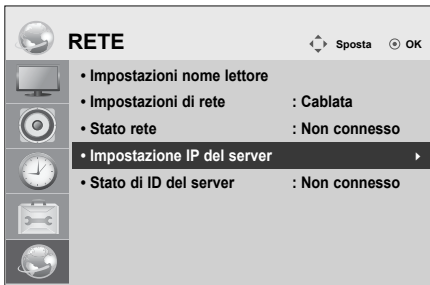 RETE
Sposta OK
• Impostazioni nome lettore
• Impostazioni di rete : Cablata
• Stato rete : Non connesso
• Impostazione IP del server
• Stato di ID del server : Non connesso